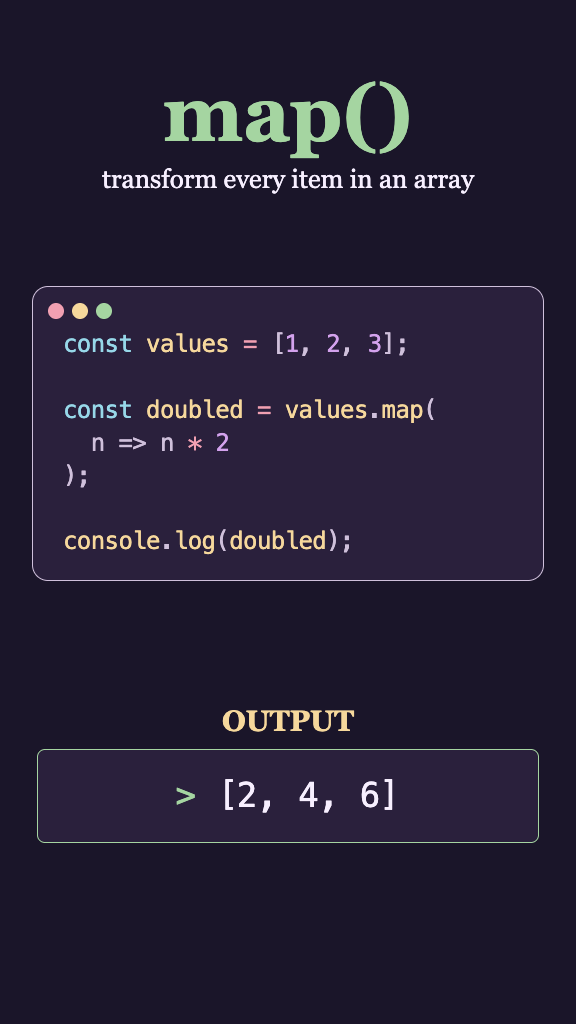 map()
transform every item in an array
const values = [1, 2, 3];
const doubled = values.map(
  n => n * 2
);
console.log(doubled);
OUTPUT
> [2, 4, 6]